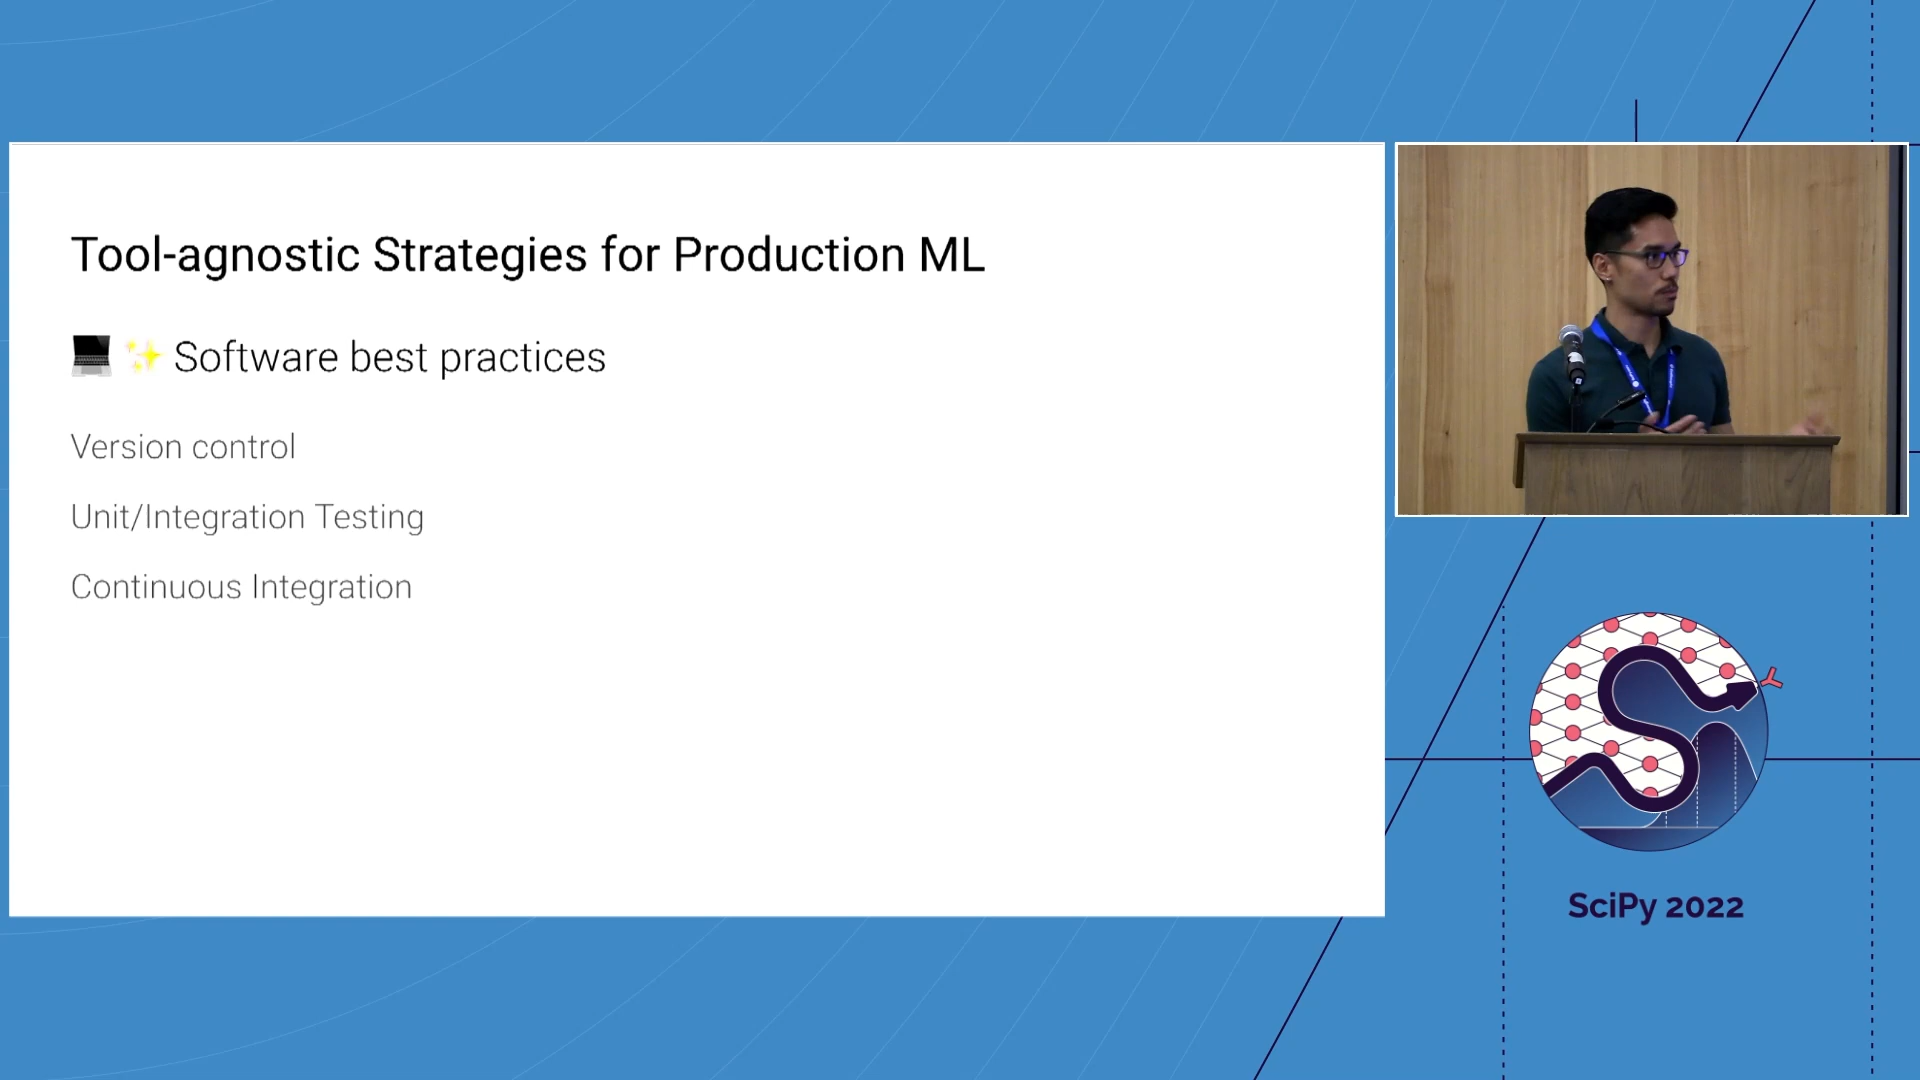 Tool-agnostic Strategies for Production ML
💻 ✨ Software best practices
Version control
Unit/Integration Testing
Continuous Integration
SciPy 2022